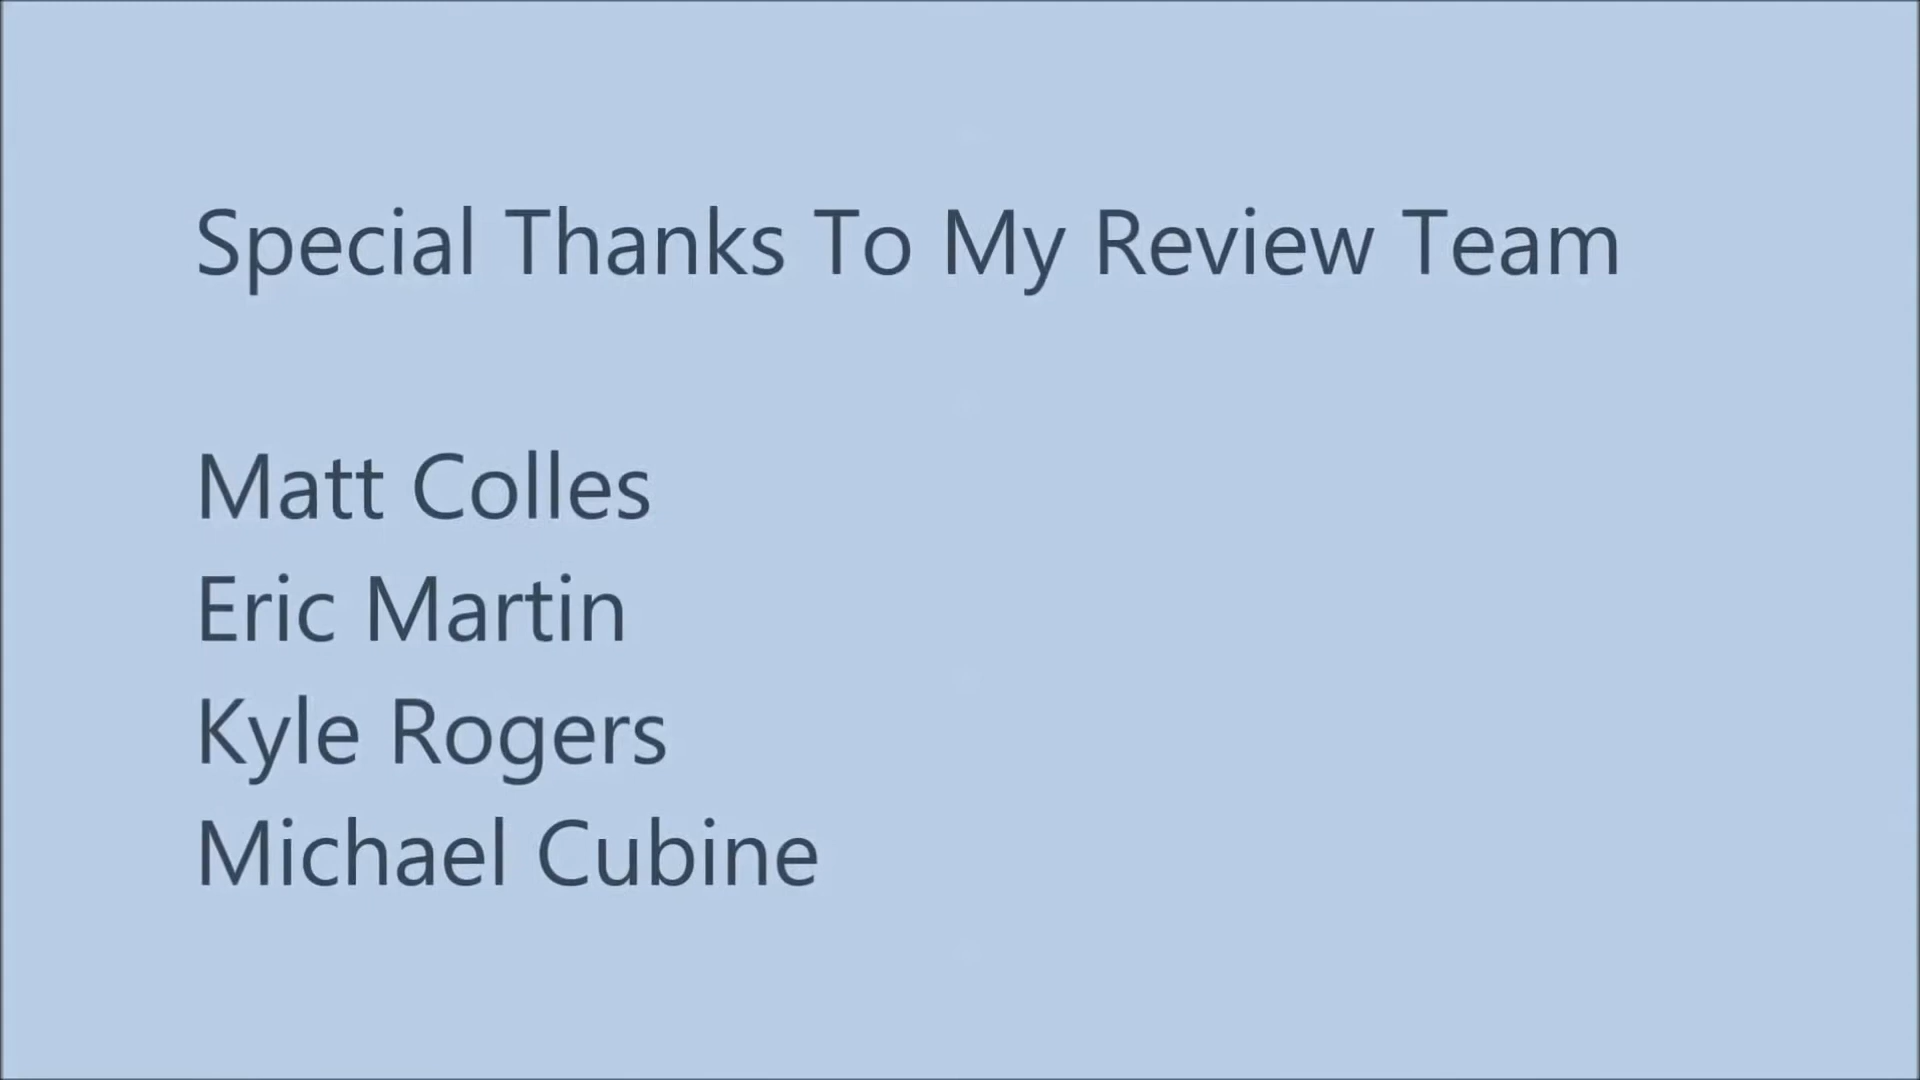 Special Thanks To My Review Team
Matt Colles
Eric Martin
Kyle Rogers
Michael Cubine